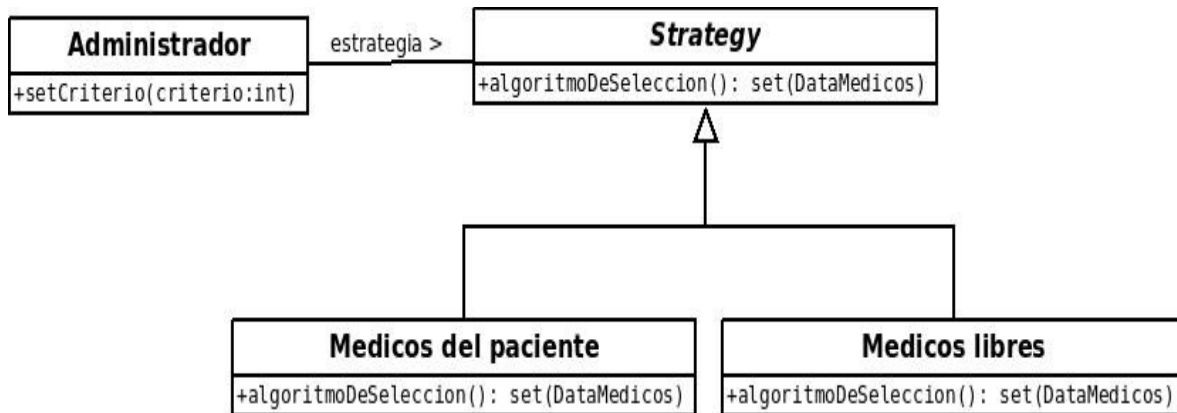 Administrador
+setCriterio(criterio:int)
estrategia >
Strategy
+algoritmoDeSeleccion(): set(DataMedicos)
Medicos del paciente
+algoritmoDeSeleccion(): set(DataMedicos)
Medicos libres
+algoritmoDeSeleccion(): set(DataMedicos)